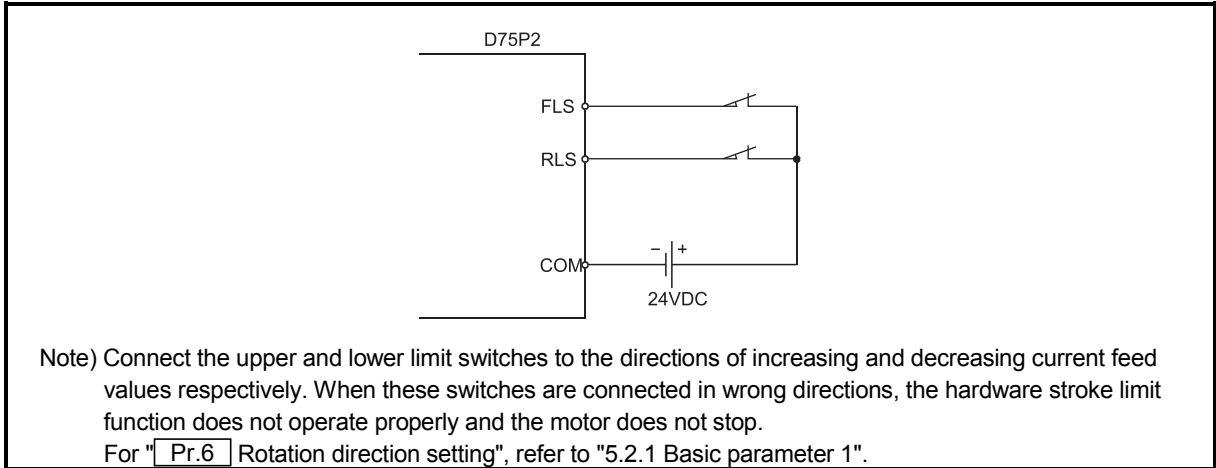 D75P2
FLS
RLS
COM
− +
24VDC
Note) Connect the upper and lower limit switches to the directions of increasing and decreasing current feed
values respectively. When these switches are connected in wrong directions, the hardware stroke limit
function does not operate properly and the motor does not stop.
For " Pr.6 Rotation direction setting", refer to "5.2.1 Basic parameter 1".